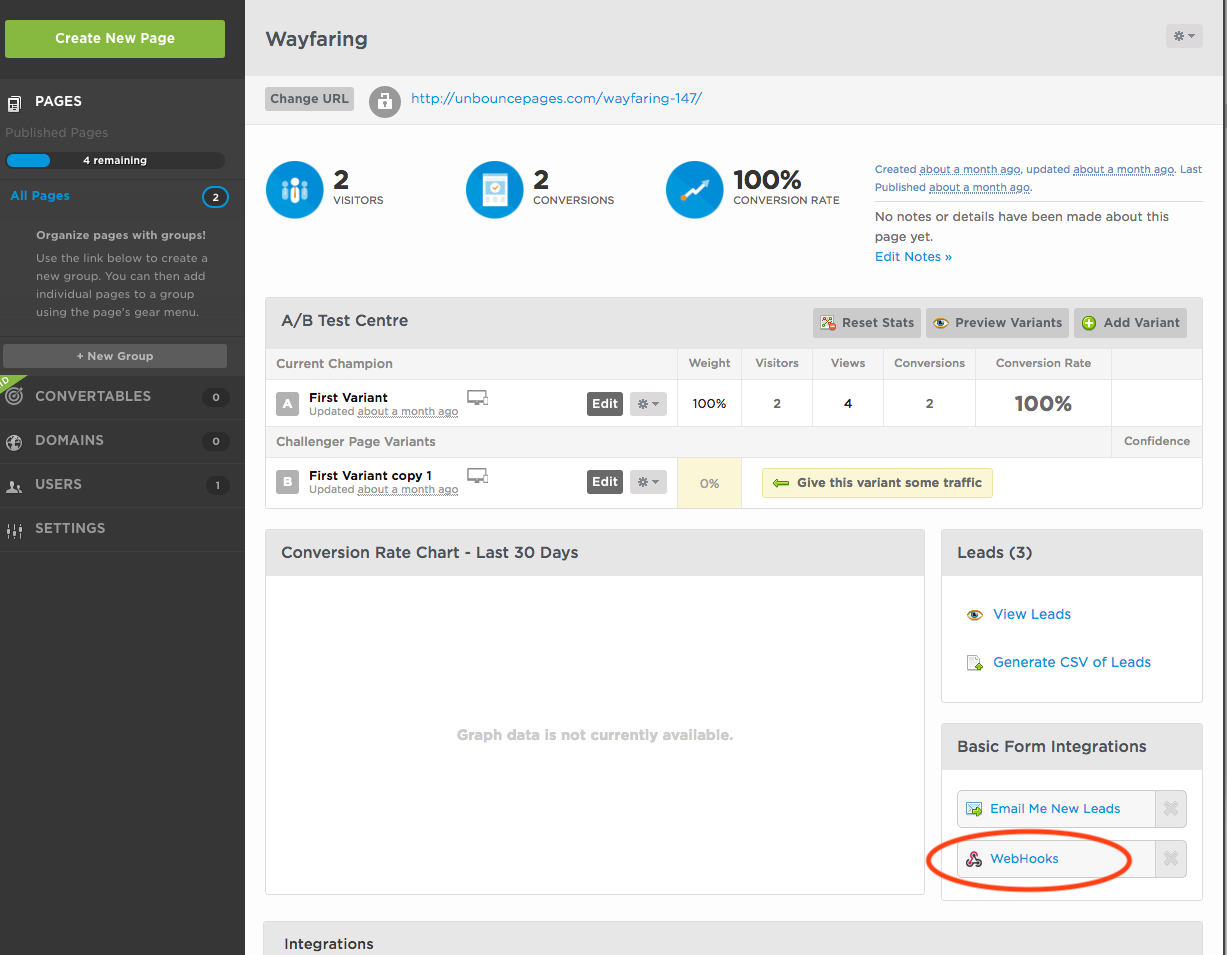 Create New Page
PAGES
Published Pages
4 remaining
All Pages
2
Organize pages with groups!
Use the link below to create a
new group. You can then add
individual pages to a group
using the page's gear menu.
+ New Group
CONVERTABLES
0
DOMAINS
0
USERS
1
SETTINGS
Wayfaring
Change URL
http://unbouncepages.com/wayfaring-147/
2
VISITORS
2
CONVERSIONS
100%
CONVERSION RATE
Created about a month ago, updated about a month ago. Last
Published about a month ago.
No notes or details have been made about this
page yet.
Edit Notes »
A/B Test Centre
Reset Stats
Preview Variants
Add Variant
Current Champion
Weight
Visitors
Views
Conversions
Conversion Rate
A
First Variant
Updated about a month ago
Edit
100%
2
4
2
100%
Challenger Page Variants
Confidence
B
First Variant copy 1
Updated about a month ago
Edit
0%
Give this variant some traffic
Conversion Rate Chart - Last 30 Days
Graph data is not currently available.
Leads (3)
View Leads
Generate CSV of Leads
Basic Form Integrations
Email Me New Leads
WebHooks
Integrations